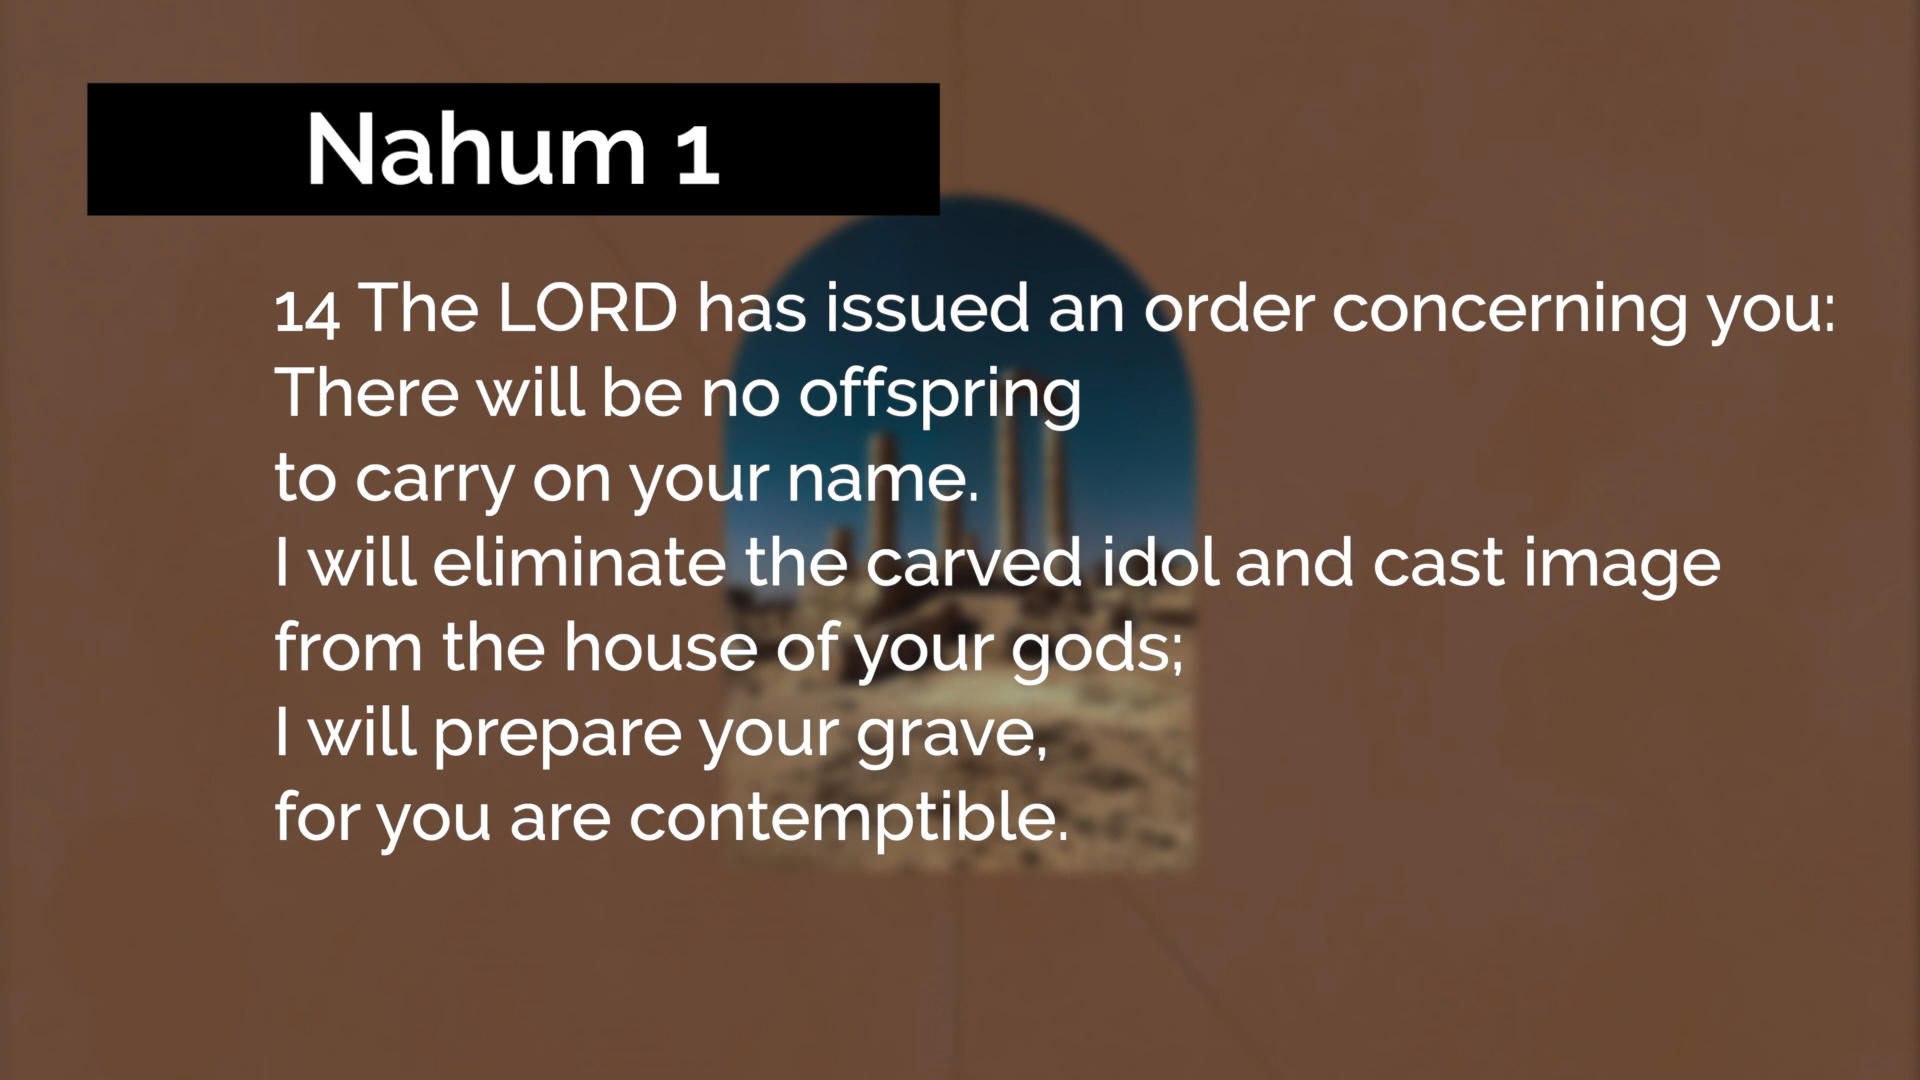 Nahum 1
14 The LORD has issued an order concerning you:
There will be no offspring
to carry on your name.
I will eliminate the carved idol and cast image
from the house of your gods;
I will prepare your grave,
for you are contemptible.